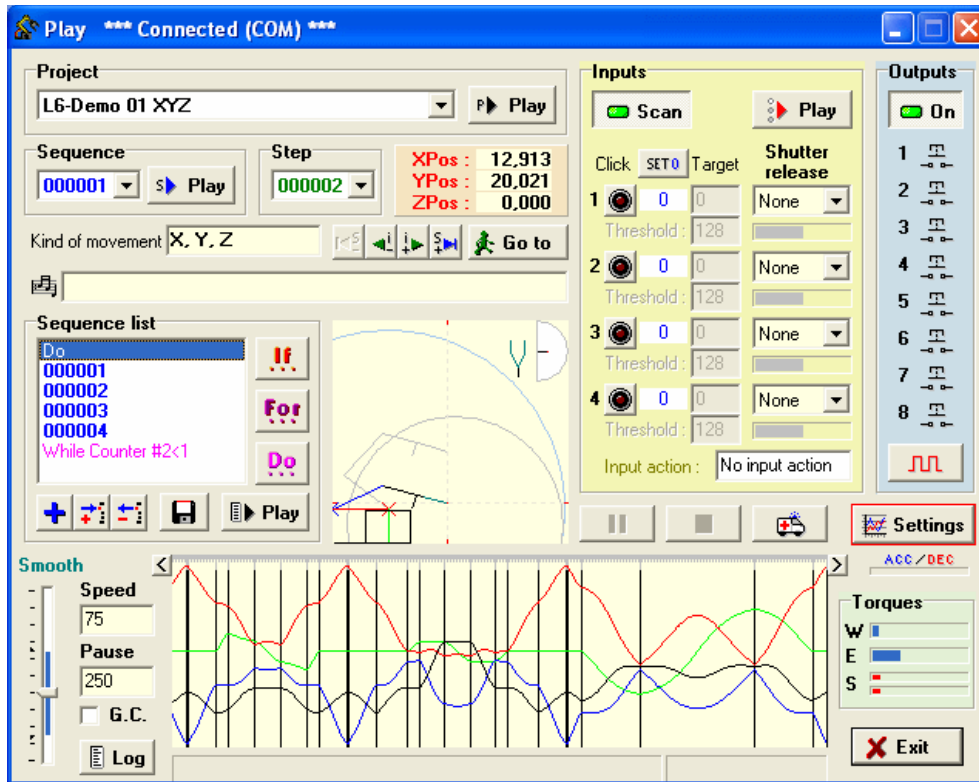 Play *** Connected (COM) ***
Project
L6-Demo 01 XYZ
P Play
Sequence
000001
S Play
Step
000002
XPos : 12,913
YPos : 20,021
ZPos : 0,000
Kind of movement X, Y, Z
Go to
Sequence list
Do
000001
000002
000003
000004
While Counter #2<1
If
...
For
...
Do
...
Play
Inputs
Scan
Play
Click SET 0 Target Shutter release
1 0 0 None
Threshold : 128
2 0 0 None
Threshold : 128
3 0 0 None
Threshold : 128
4 0 0 None
Threshold : 128
Input action : No input action
Outputs
On
1
2
3
4
5
6
7
8
Settings
ACC/DEC
Smooth
Speed
75
Pause
250
G.C.
Log
Torques
W
E
S
Exit